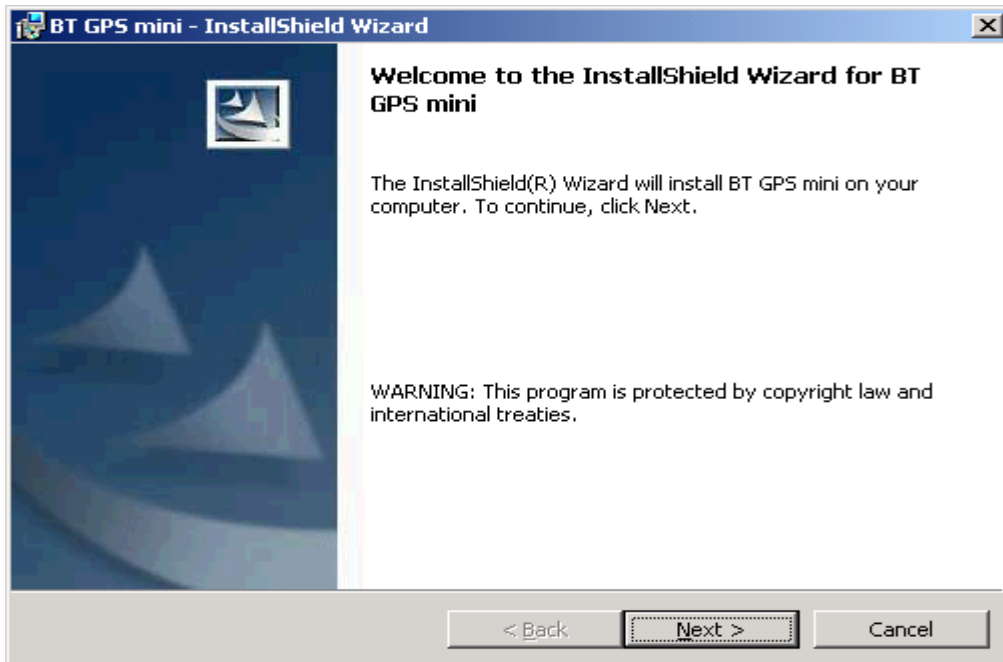 BT GPS mini - InstallShield Wizard
Welcome to the InstallShield Wizard for BT
GPS mini
The InstallShield(R) Wizard will install BT GPS mini on your
computer. To continue, click Next.
WARNING: This program is protected by copyright law and
international treaties.
< Back Next > Cancel